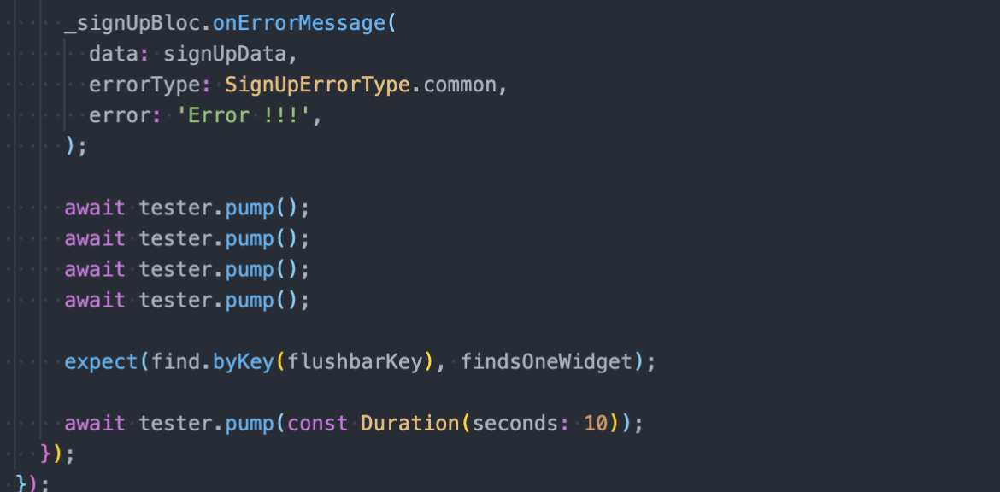 _signUpBloc.onErrorMessage(
data: signUpData,
errorType: SignUpErrorType.common,
error: 'Error !!!',
);
await tester.pump();
await tester.pump();
await tester.pump();
await tester.pump();
expect(find.byKey(flushbarKey), findsOneWidget);
await tester.pump(const Duration(seconds: 10));
});
});